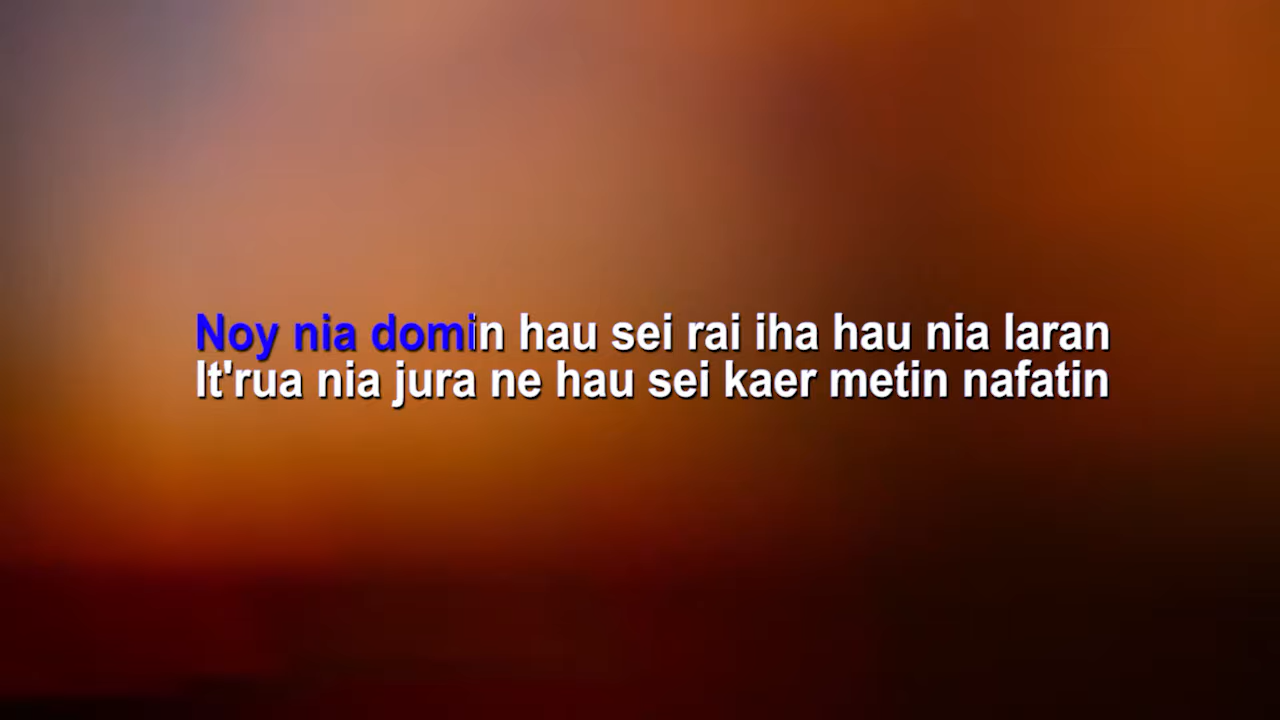 Noy nia domin hau sei rai iha hau nia laran
It'rua nia jura ne hau sei kaer metin nafatin